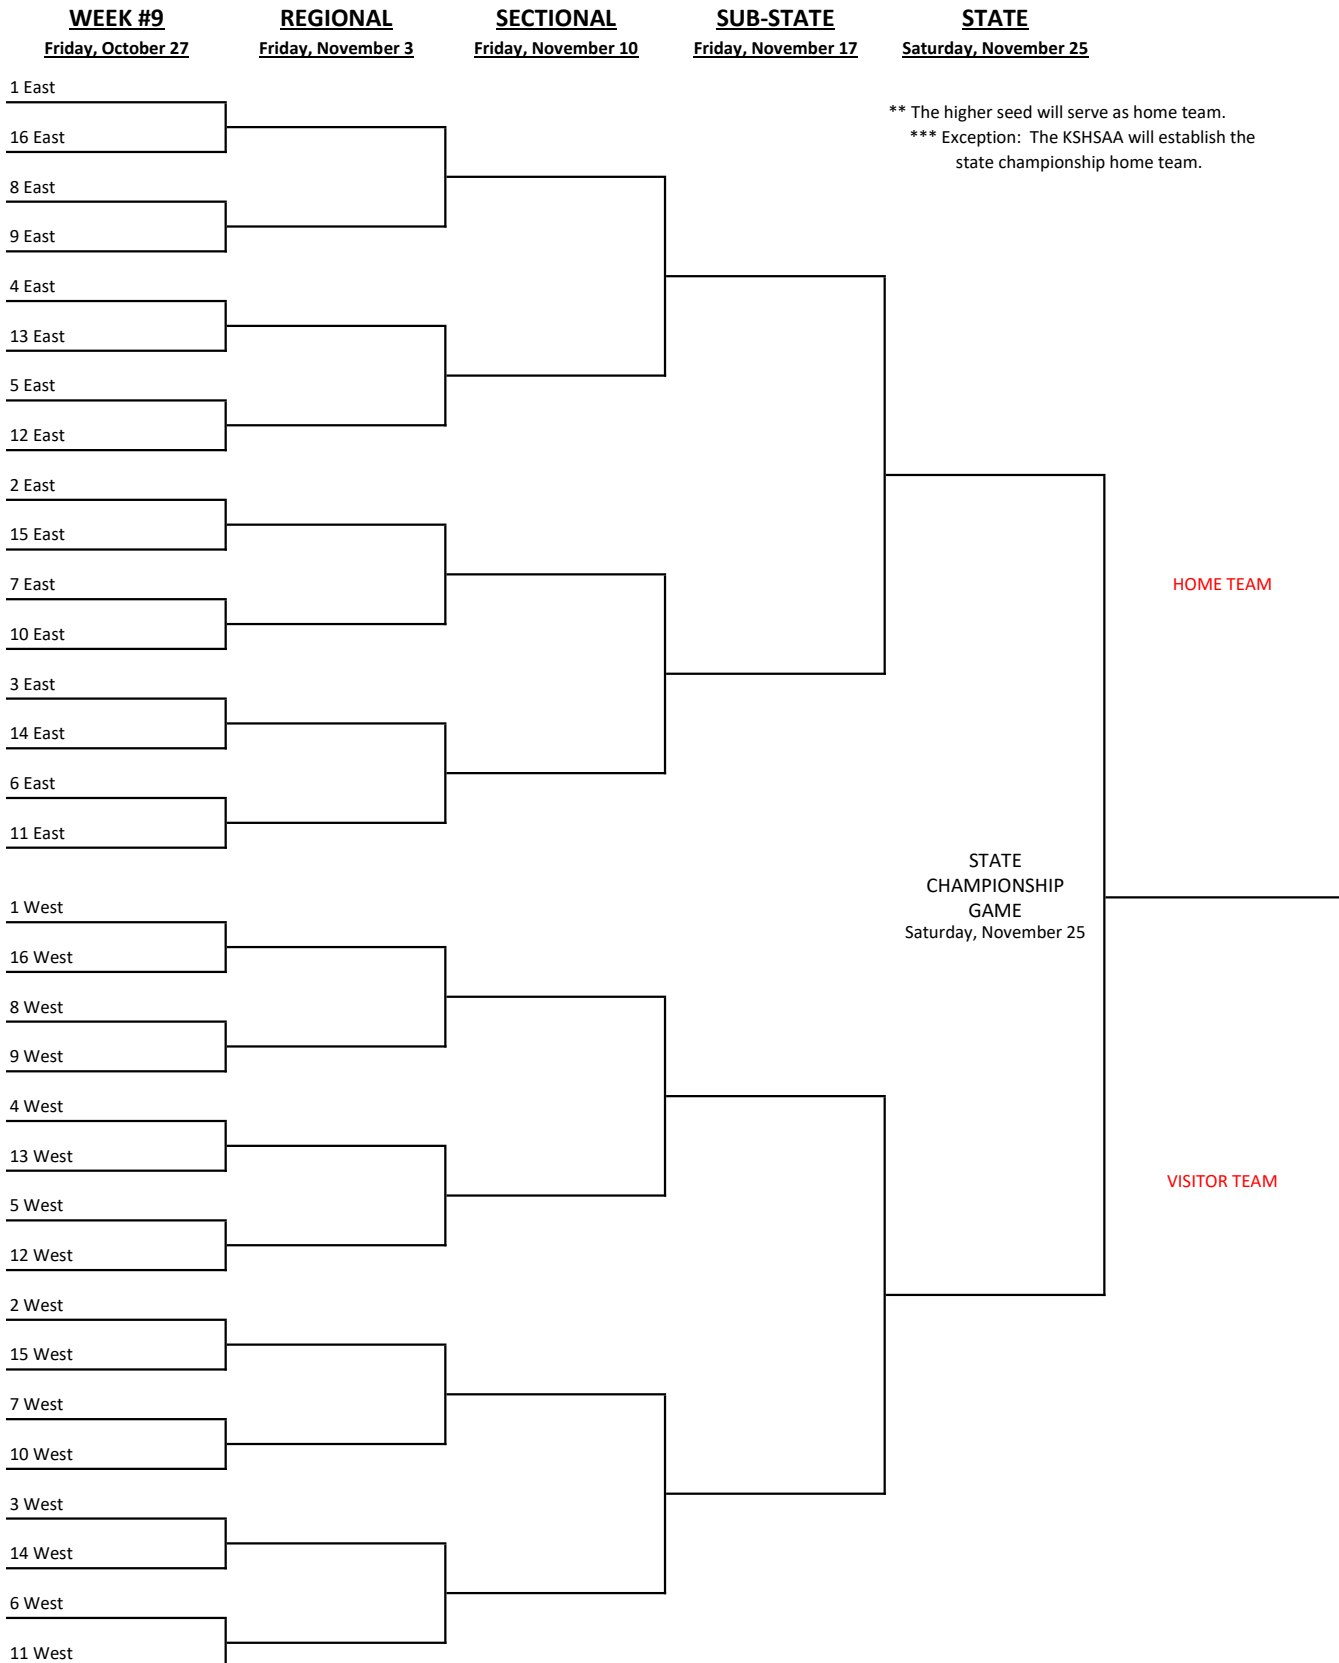 WEEK #9 REGIONAL SECTIONAL SUB-STATE STATE
Friday, October 27 Friday, November 3 Friday, November 10 Friday, November 17 Saturday, November 25
1 East
** The higher seed will serve as home team.
16 East
*** Exception: The KSHSAA will establish the
state championship home team.
8 East
9 East
4 East
13 East
5 East
12 East
2 East
15 East
7 East
HOME TEAM
10 East
3 East
14 East
6 East
11 East
STATE
CHAMPIONSHIP
GAME
Saturday, November 25
1 West
16 West
8 West
9 West
4 West
13 West
VISITOR TEAM
5 West
12 West
2 West
15 West
7 West
10 West
3 West
14 West
6 West
11 West